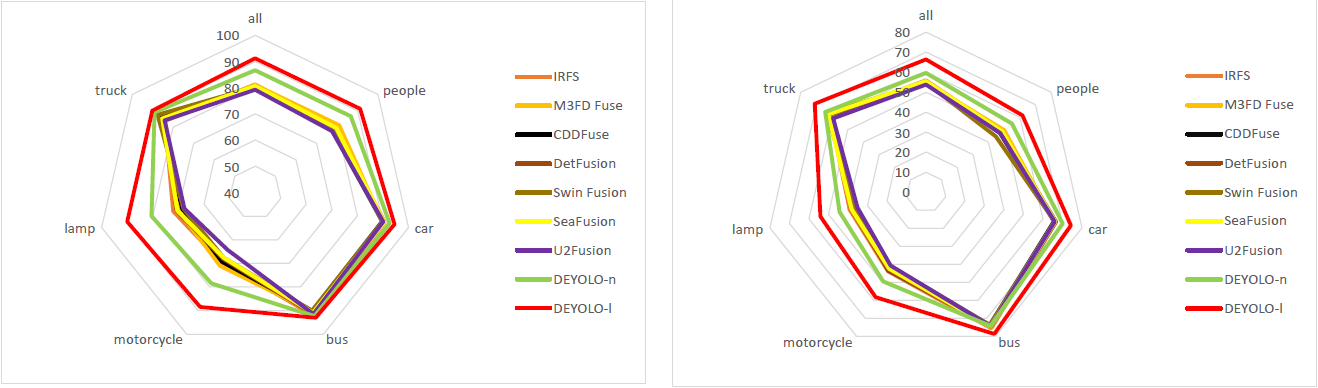 all
100
90
80
70
60
50
40
people
car
bus
motorcycle
lamp
truck
IRFS
M3FD Fuse
CDDFuse
DetFusion
Swin Fusion
SeaFusion
U2Fusion
DEYOLO-n
DEYOLO-l
all
80
70
60
50
40
30
20
10
0
people
car
bus
motorcycle
lamp
truck
IRFS
M3FD Fuse
CDDFuse
DetFusion
Swin Fusion
SeaFusion
U2Fusion
DEYOLO-n
DEYOLO-l